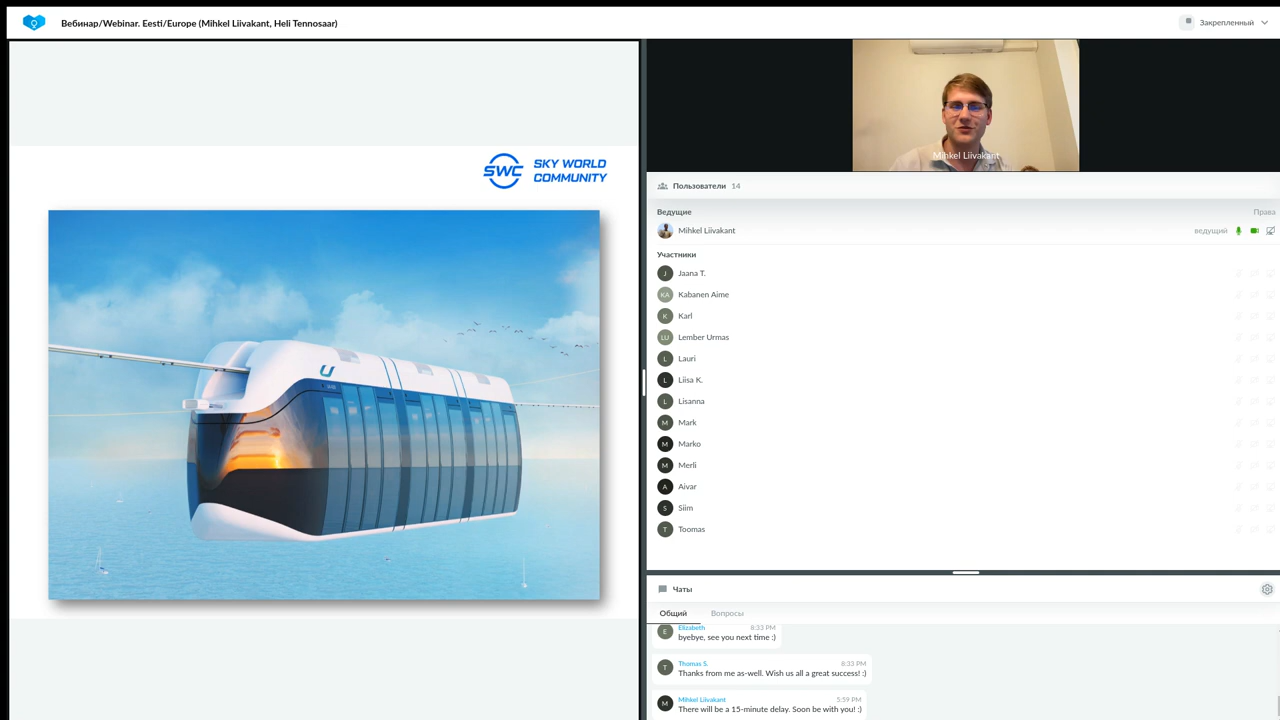 Вебинар/Webinar. Eesti/Europe (Mihkel Liivakant, Heli Tennosaar)
Закрепленный
SWC SKY WORLD
COMMUNITY
U
Mihkel Liivakant
Пользователи 14
Ведущие Права
Mihkel Liivakant ведущий
Участники
J Jaana T.
KA Kabanen Aime
K Karl
LU Lember Urmas
L Lauri
L Liisa K.
L Lisanna
M Mark
M Marko
M Merli
A Aivar
S Siim
T Toomas
Чаты
Общий Вопросы
E Elizabeth 8:33 PM
byebye, see you next time :)
T Thomas S. 8:33 PM
Thanks from me as-well. Wish us all a great success! :)
M Mihkel Liivakant 5:59 PM
There will be a 15-minute delay. Soon be with you! :)